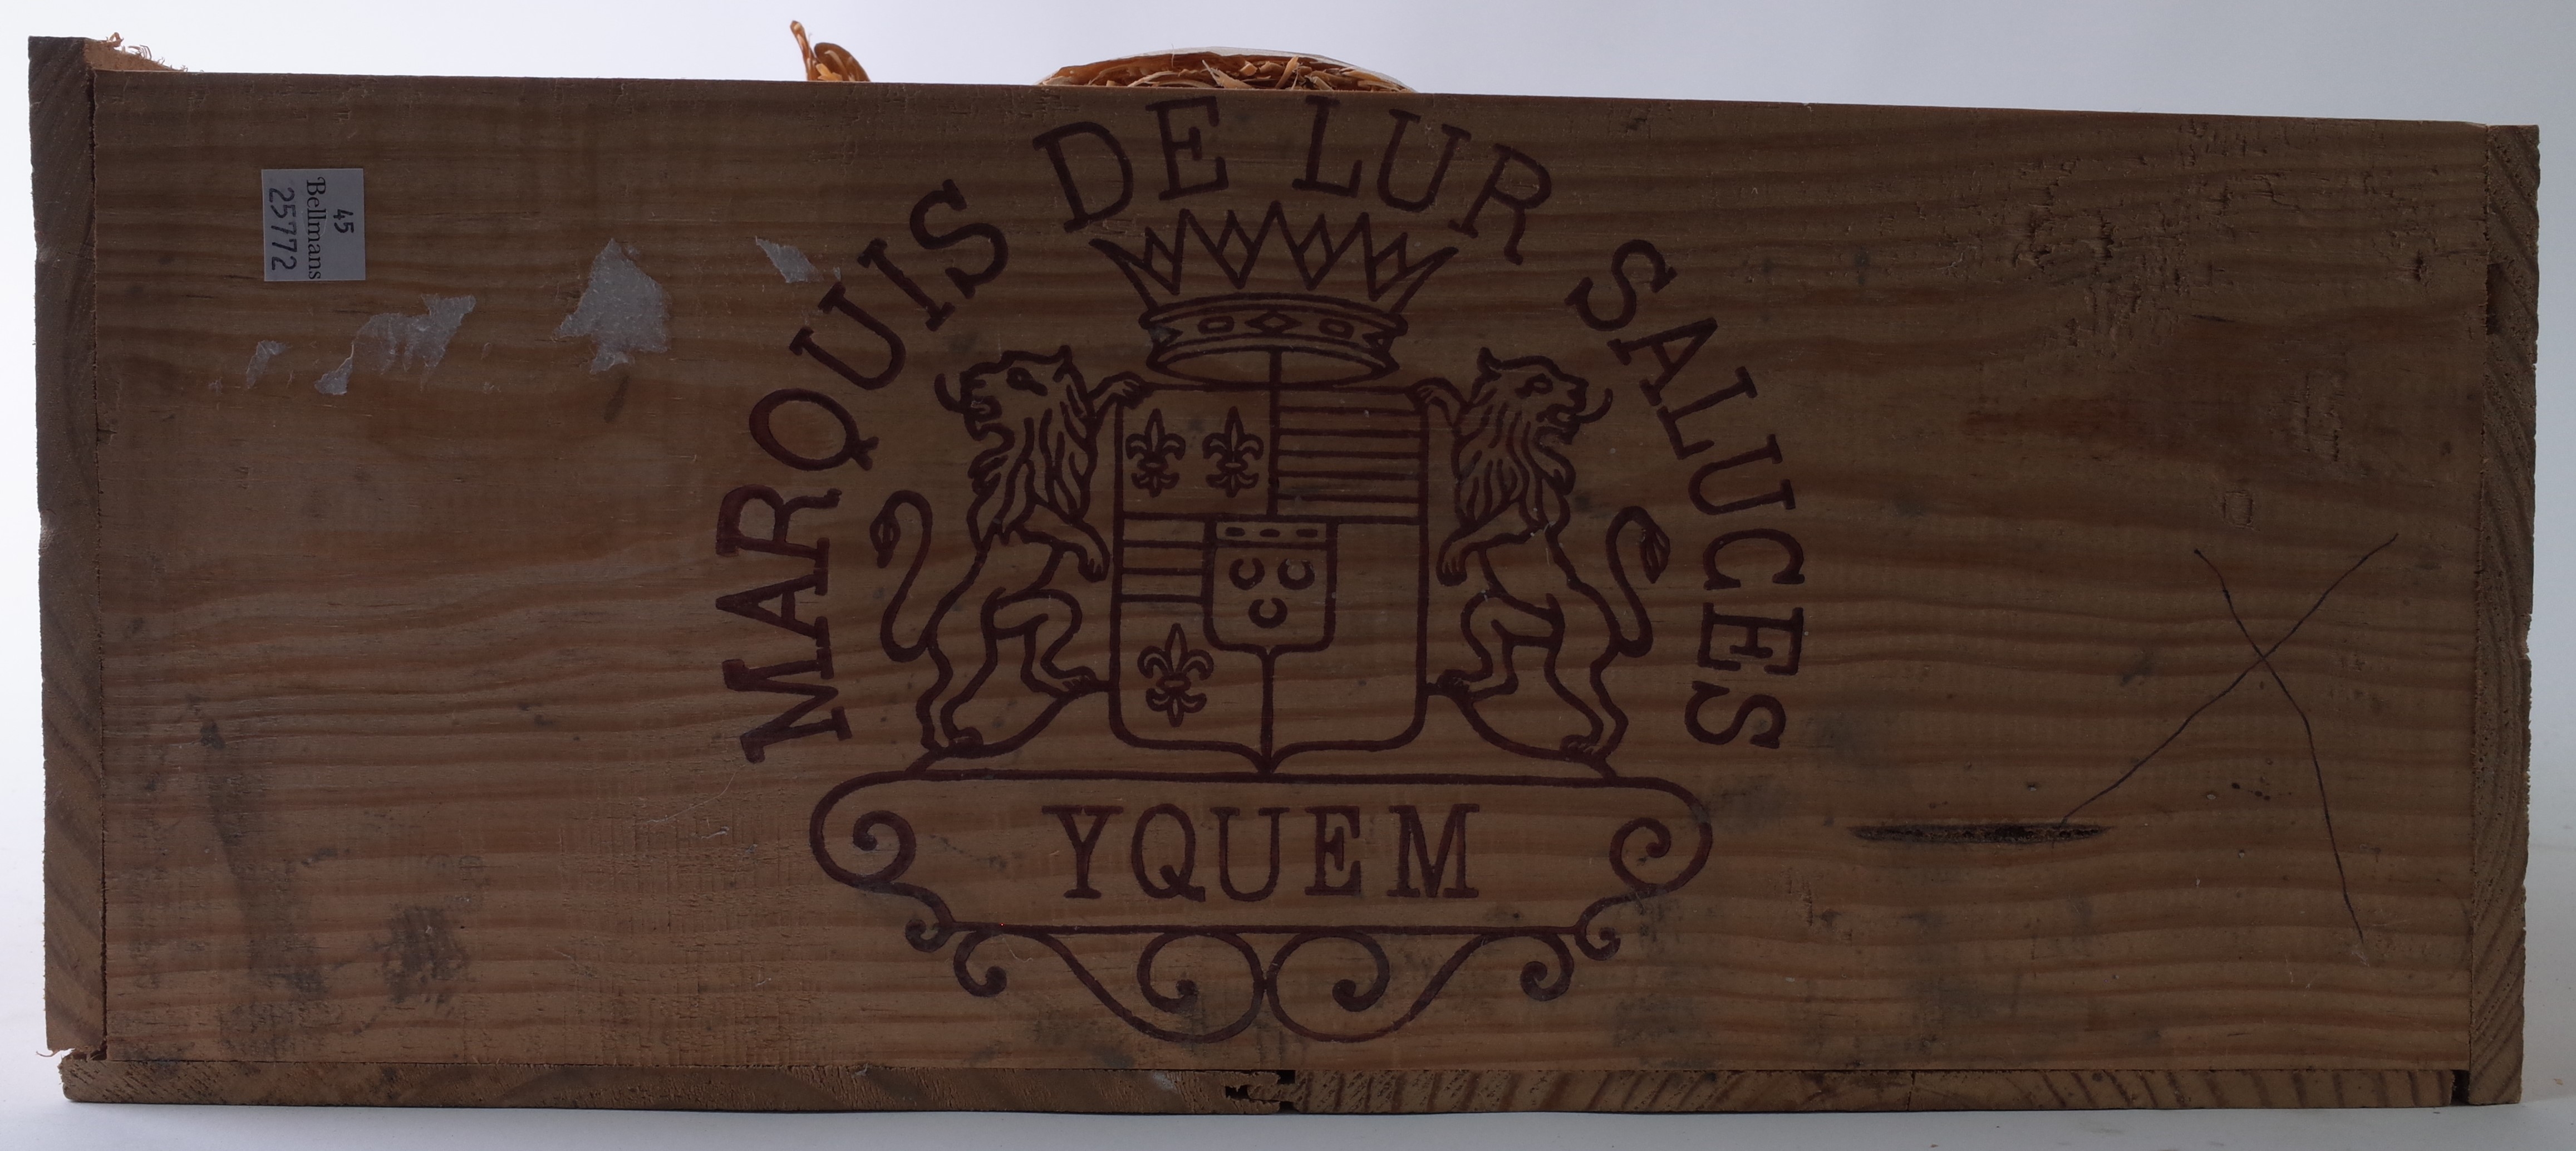 45
Bellmans
25772
MARQUIS DE LUR SALUCES
YQUEM